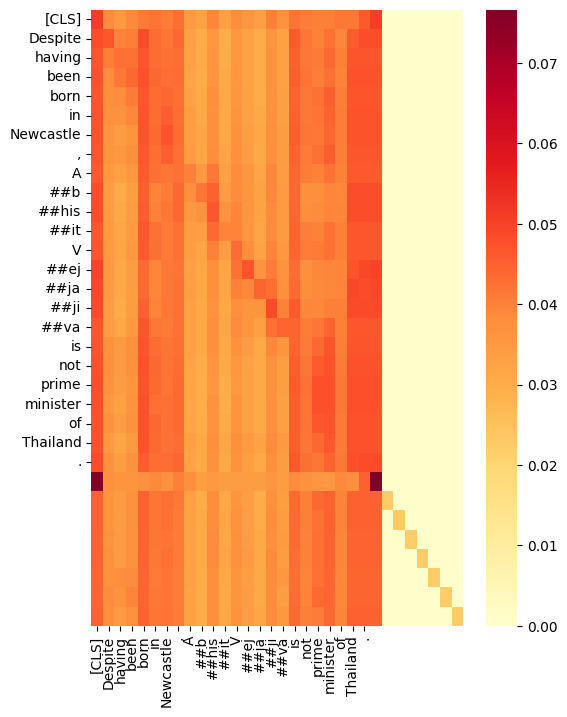 [CLS]
Despite
having
been
born
in
Newcastle
,
A
##b
##his
##it
V
##ej
##ja
##ji
##va
is
not
prime
minister
of
Thailand
.
0.07
0.06
0.05
0.04
0.03
0.02
0.01
0.00
[CLS]
Despite
having
been
born
in
Newcastle
,
A
##b
##his
##it
V
##ej
##ja
##ji
##va
is
not
prime
minister
of
Thailand
.